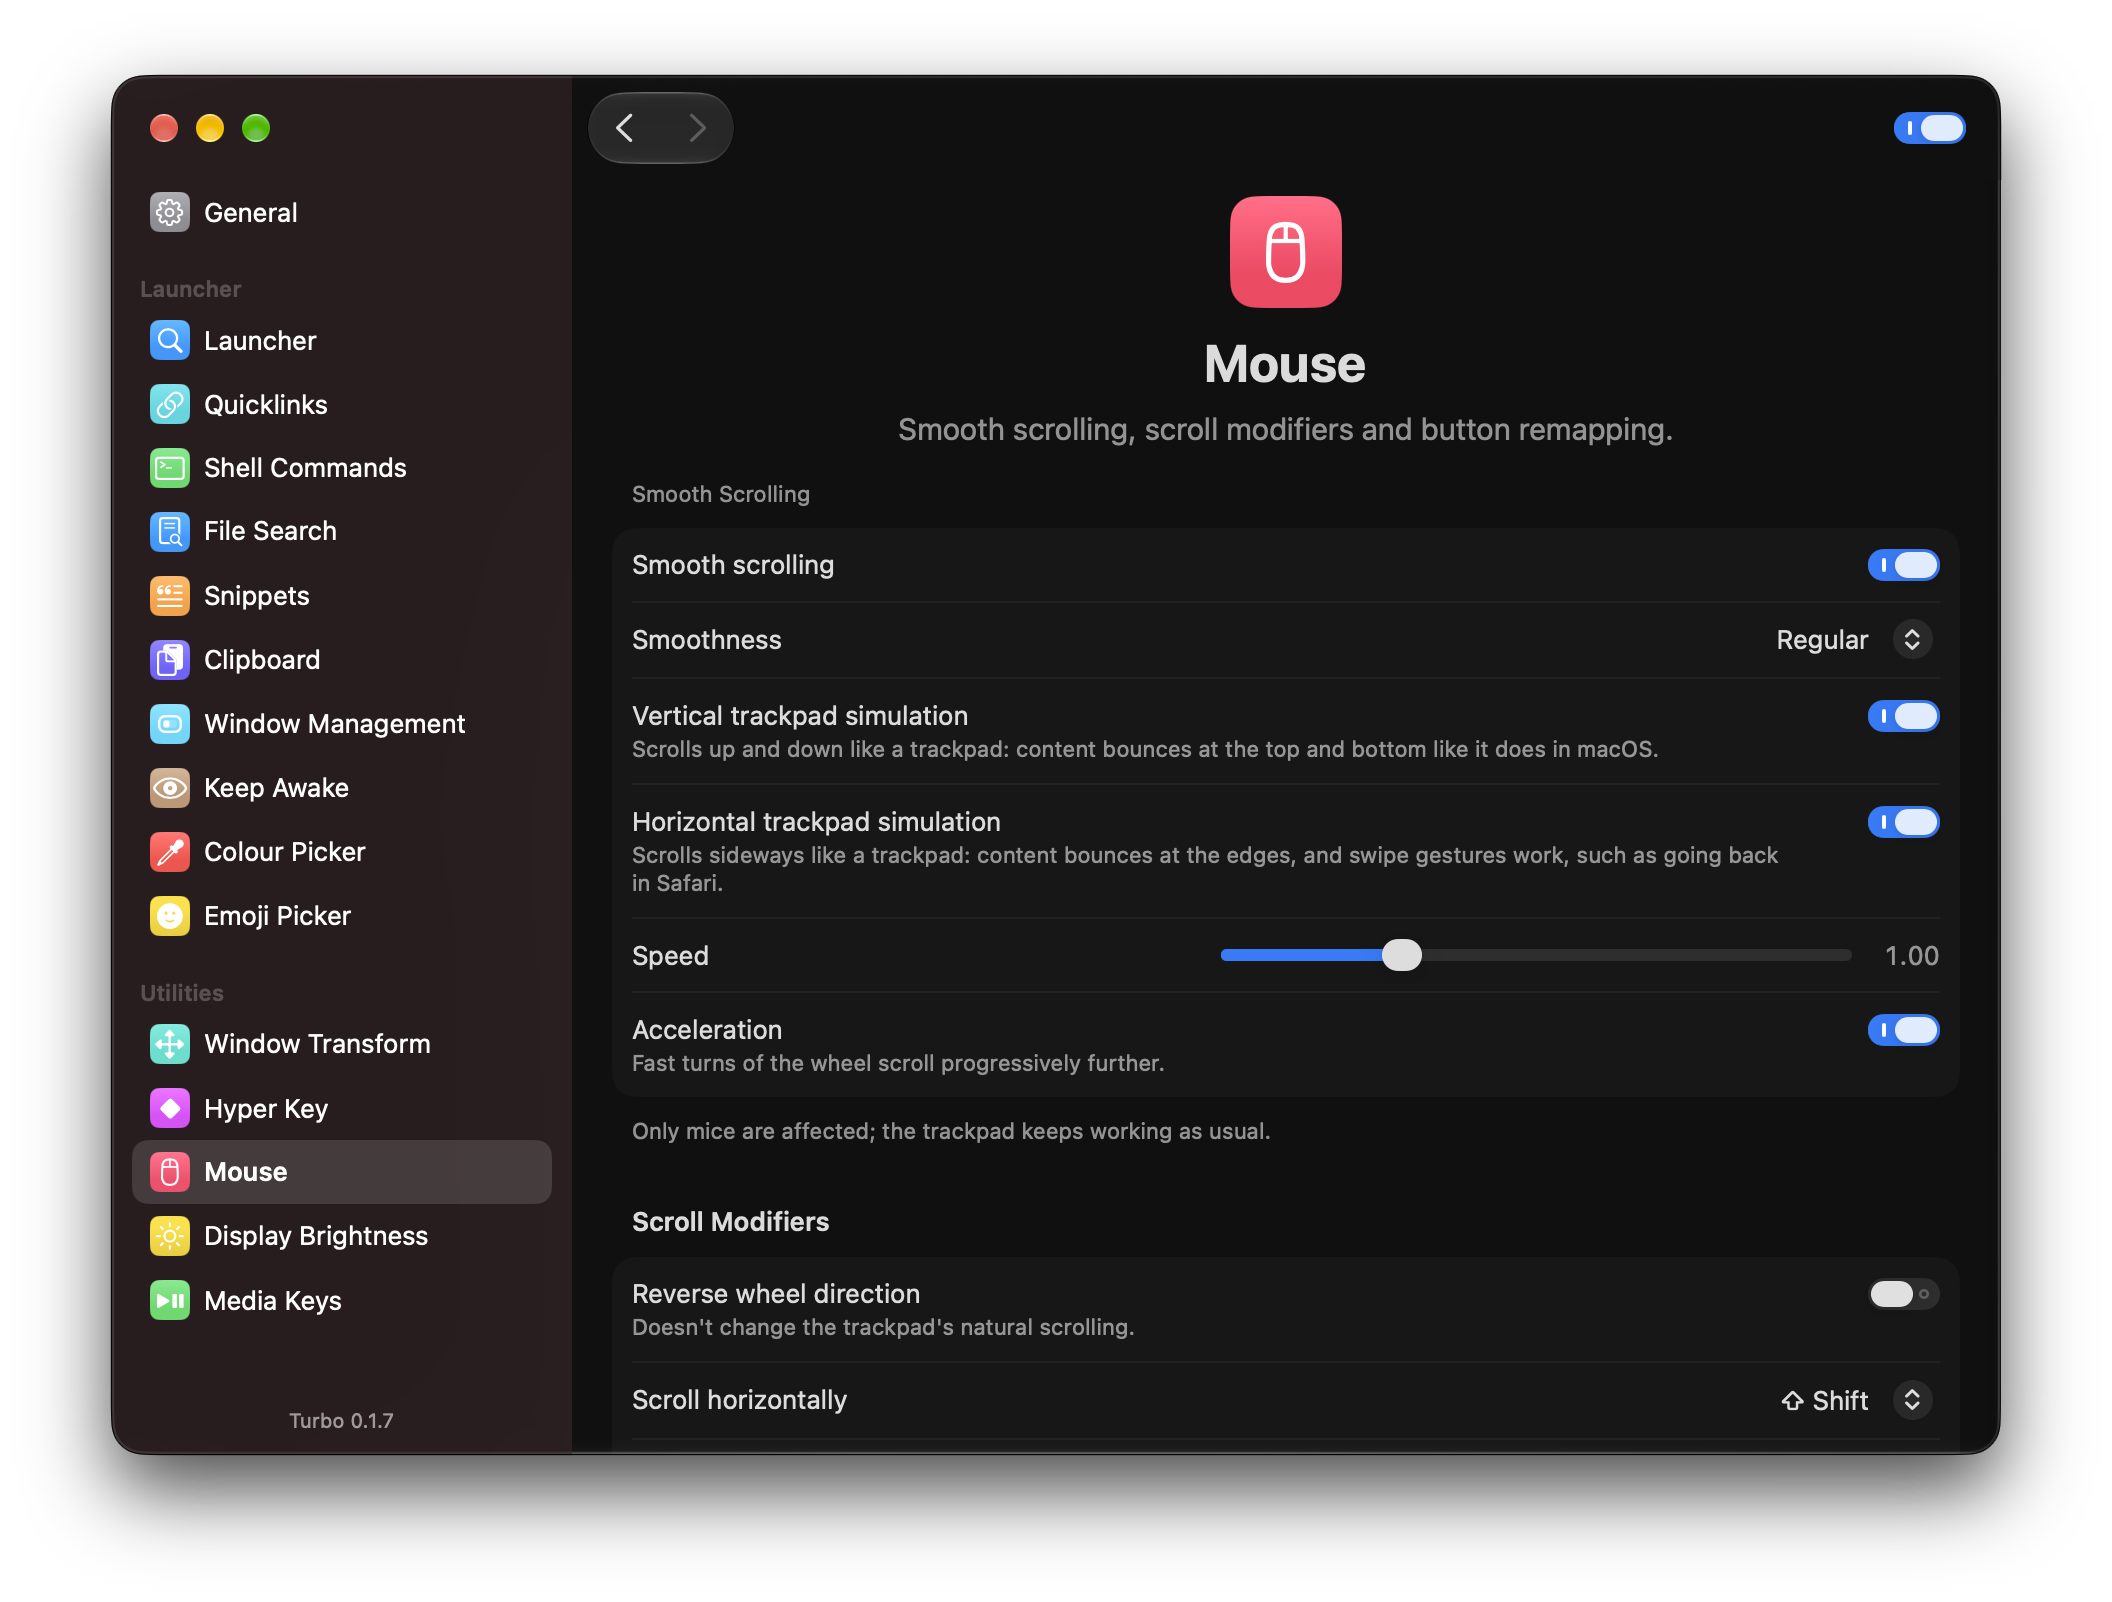 General
Launcher
Launcher
Quicklinks
Shell Commands
File Search
Snippets
Clipboard
Window Management
Keep Awake
Colour Picker
Emoji Picker
Utilities
Window Transform
Hyper Key
Mouse
Display Brightness
Media Keys
Turbo 0.1.7
Mouse
Smooth scrolling, scroll modifiers and button remapping.
Smooth Scrolling
Smooth scrolling
Smoothness Regular
Vertical trackpad simulation
Scrolls up and down like a trackpad: content bounces at the top and bottom like it does in macOS.
Horizontal trackpad simulation
Scrolls sideways like a trackpad: content bounces at the edges, and swipe gestures work, such as going back
in Safari.
Speed 1.00
Acceleration
Fast turns of the wheel scroll progressively further.
Only mice are affected; the trackpad keeps working as usual.
Scroll Modifiers
Reverse wheel direction
Doesn't change the trackpad's natural scrolling.
Scroll horizontally ⇧ Shift